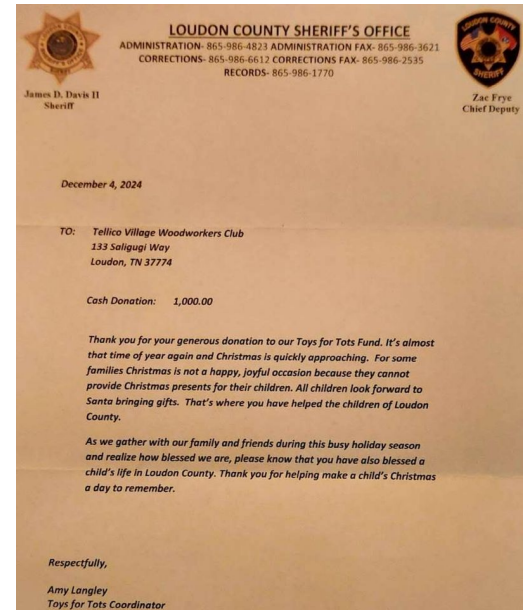 LOUDON COUNTY SHERIFF'S OFFICE
ADMINISTRATION- 865-986-4823 ADMINISTRATION FAX- 865-986-3621
CORRECTIONS- 865-986-6612 CORRECTIONS FAX- 865-986-2535
RECORDS- 865-986-1770
James D. Davis II
Sheriff
LOUDON COUNTY
SHERIFF
Zac Frye
Chief Deputy
December 4, 2024
TO: Tellico Village Woodworkers Club
133 Saligugi Way
Loudon, TN 37774
Cash Donation: 1,000.00
Thank you for your generous donation to our Toys for Tots Fund. It's almost
that time of year again and Christmas is quickly approaching. For some
families Christmas is not a happy, joyful occasion because they cannot
provide Christmas presents for their children. All children look forward to
Santa bringing gifts. That's where you have helped the children of Loudon
County.
As we gather with our family and friends during this busy holiday season
and realize how blessed we are, please know that you have also blessed a
child's life in Loudon County. Thank you for helping make a child's Christmas
a day to remember.
Respectfully,
Amy Langley
Toys for Tots Coordinator